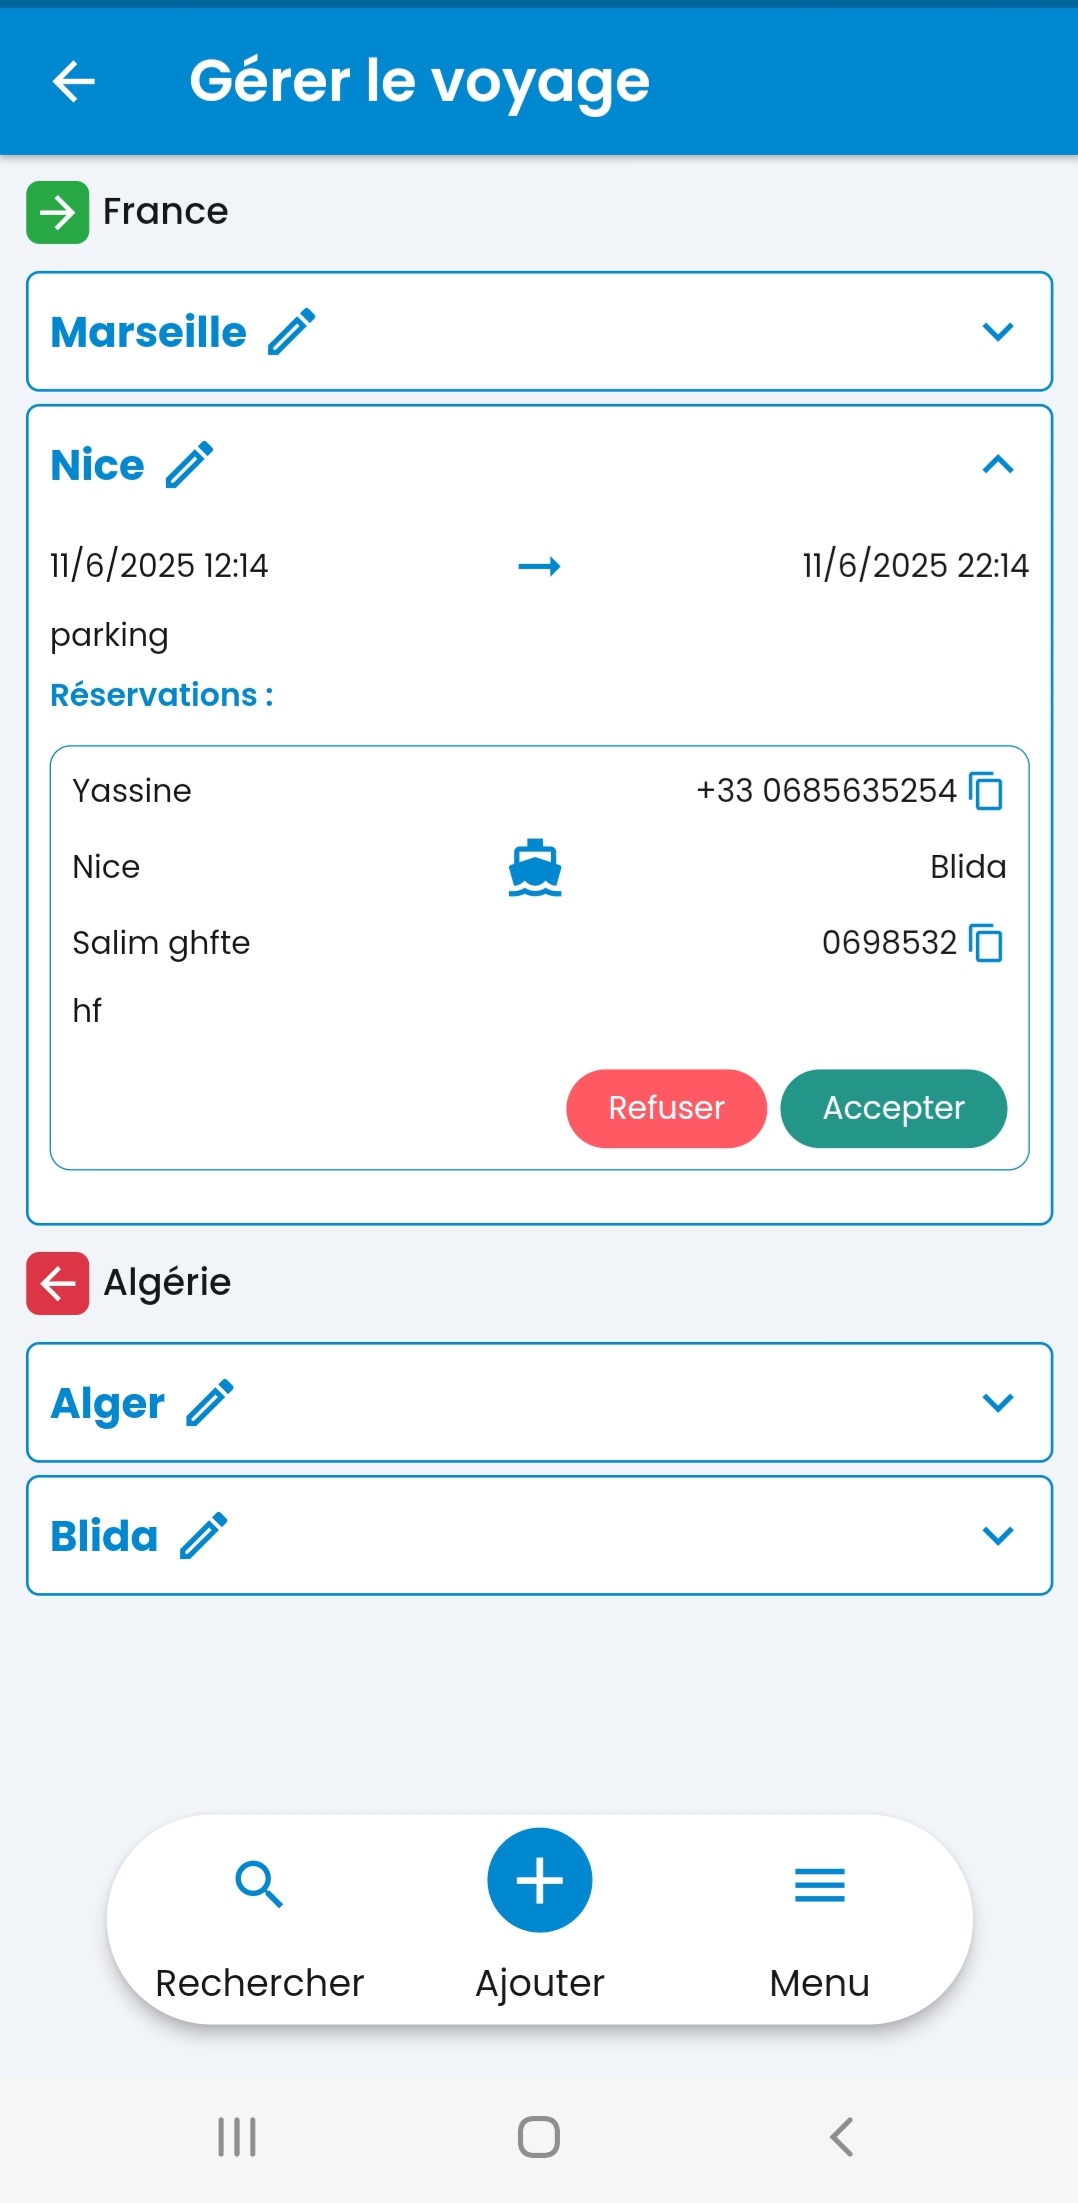 Gérer le voyage
France
Marseille
Nice
11/6/2025 12:14 11/6/2025 22:14
parking
Réservations :
Yassine +33 0685635254
Nice Blida
Salim ghfte 0698532
hf
Refuser Accepter
Algérie
Alger
Blida
Rechercher Ajouter Menu